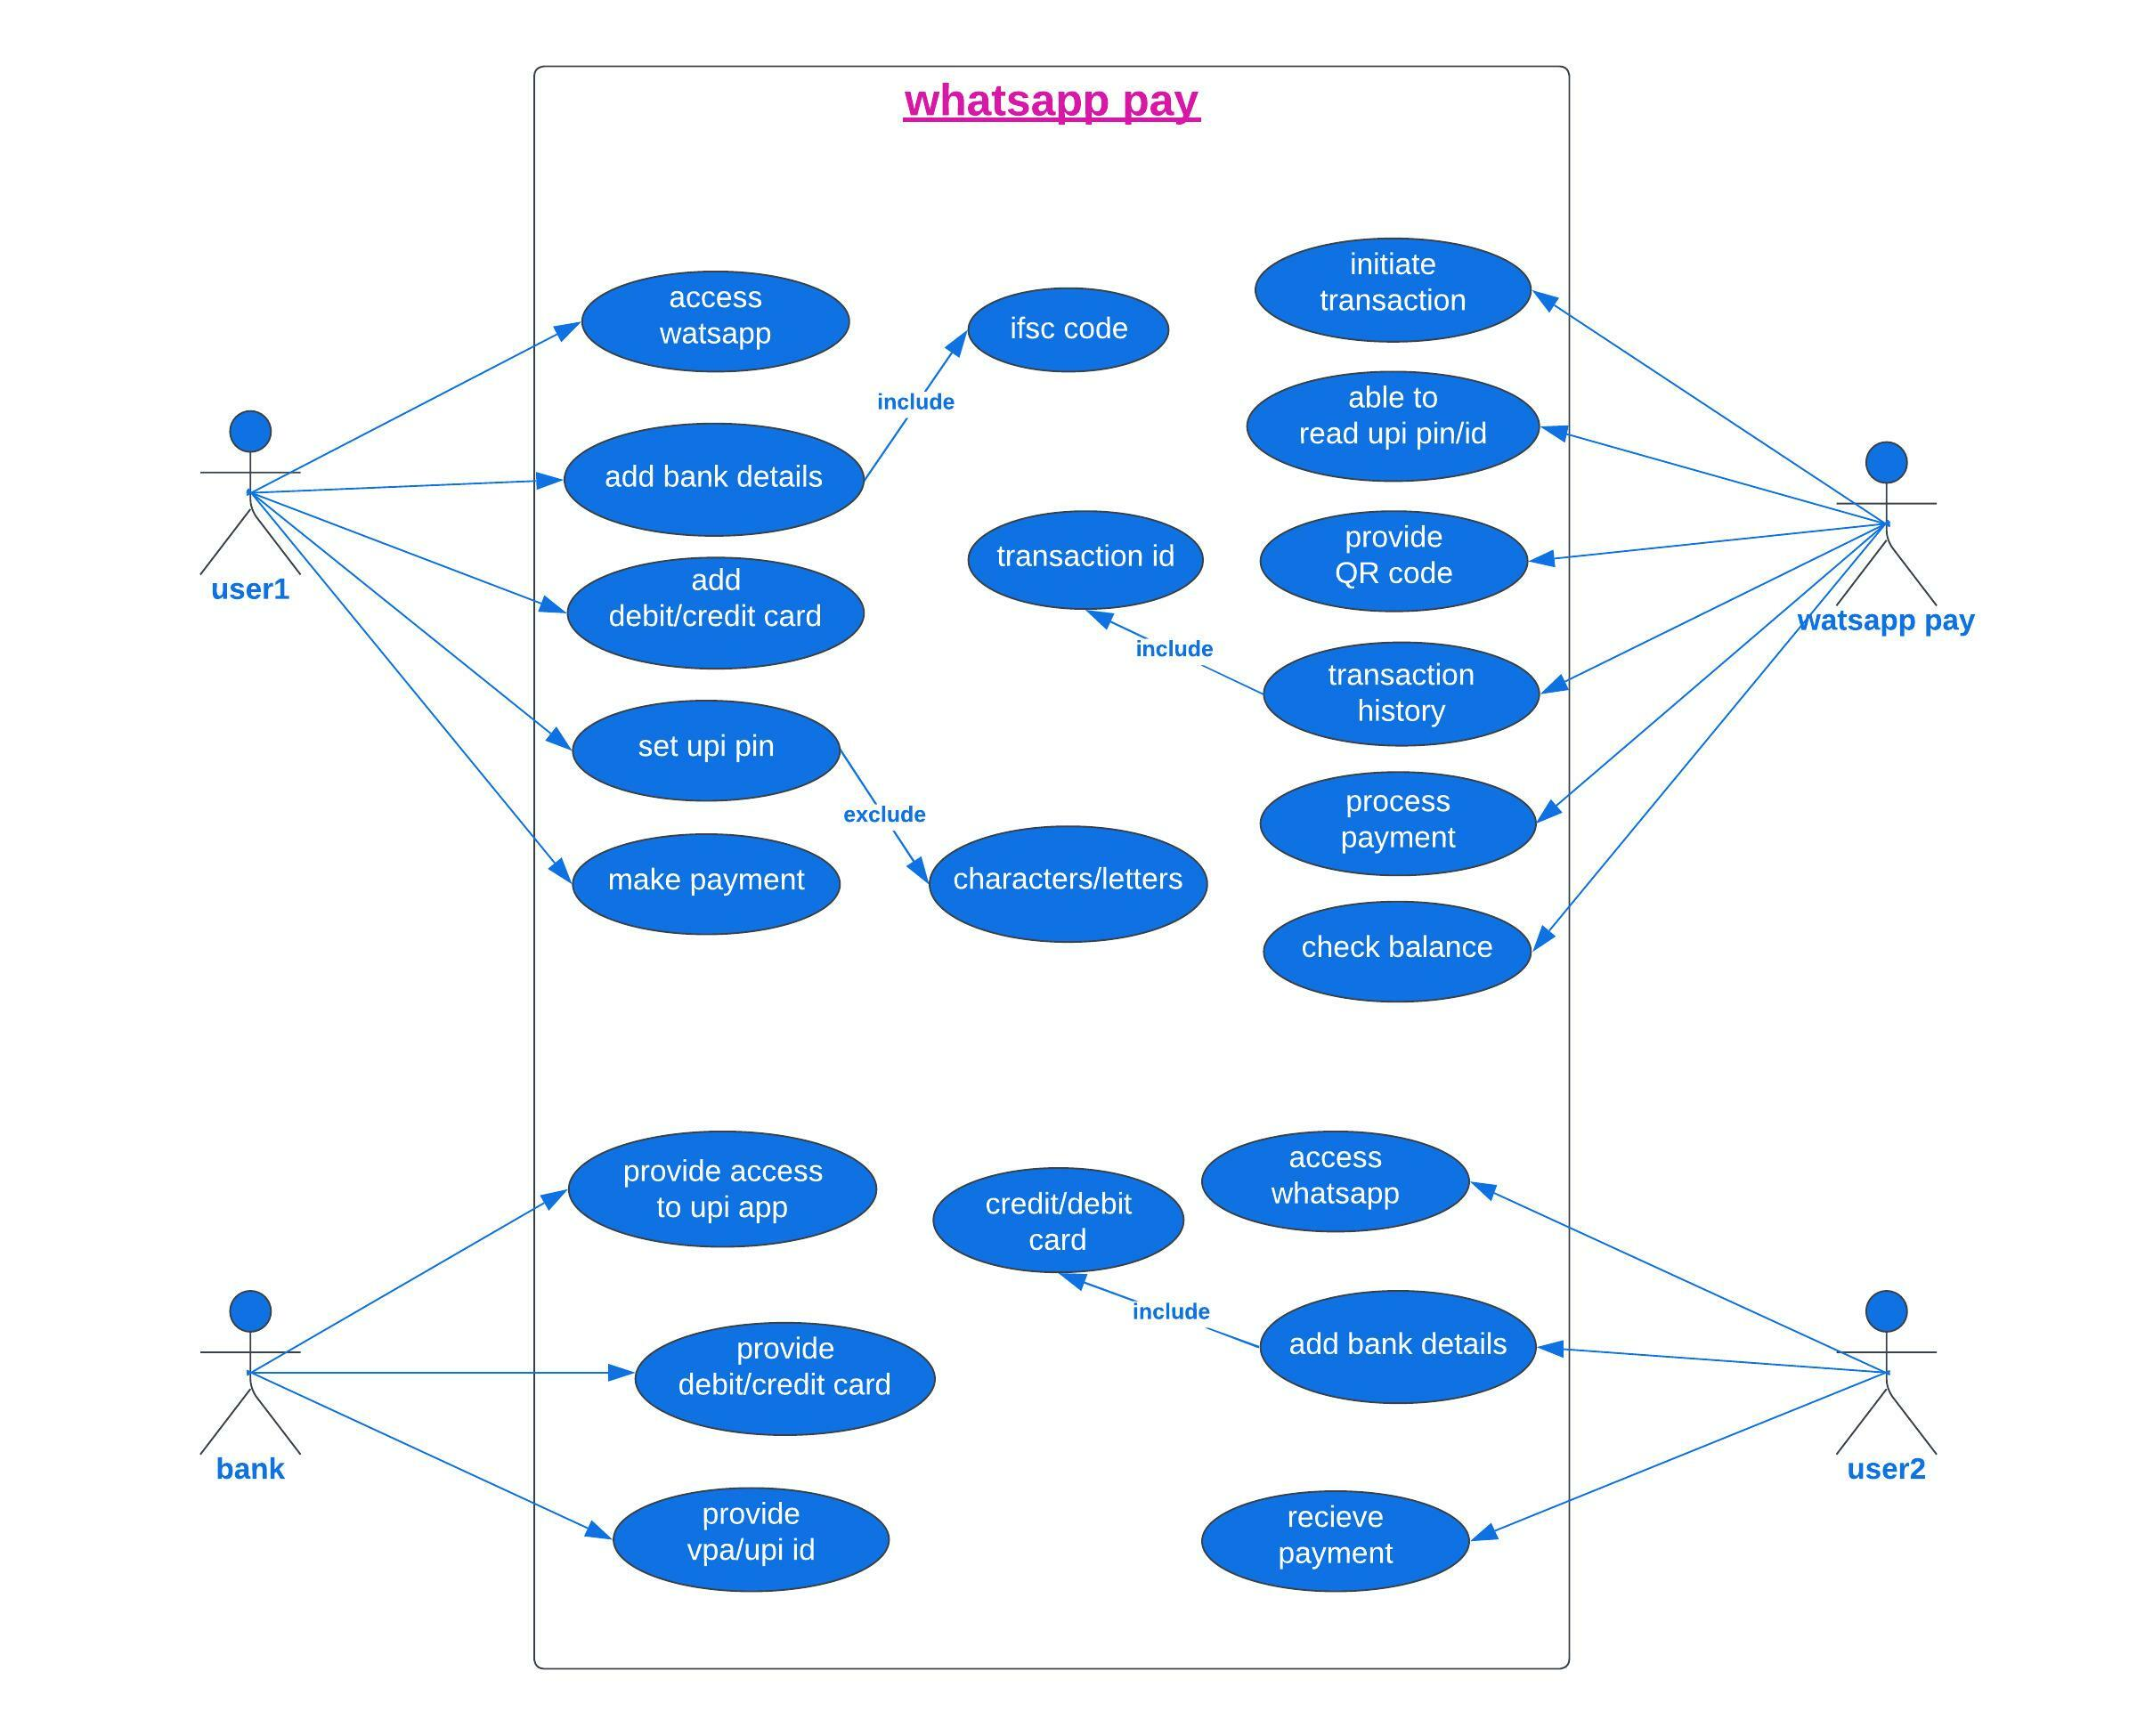 whatsapp pay
access
watsapp
ifsc code
initiate
transaction
include
able to
read upi pin/id
add bank details
user1
transaction id
provide
QR code
watsapp pay
add
debit/credit card
include
transaction
history
set upi pin
exclude
process
payment
make payment
characters/letters
check balance
provide access
to upi app
credit/debit
card
access
whatsapp
include
add bank details
provide
debit/credit card
bank
user2
provide
vpa/upi id
recieve
payment